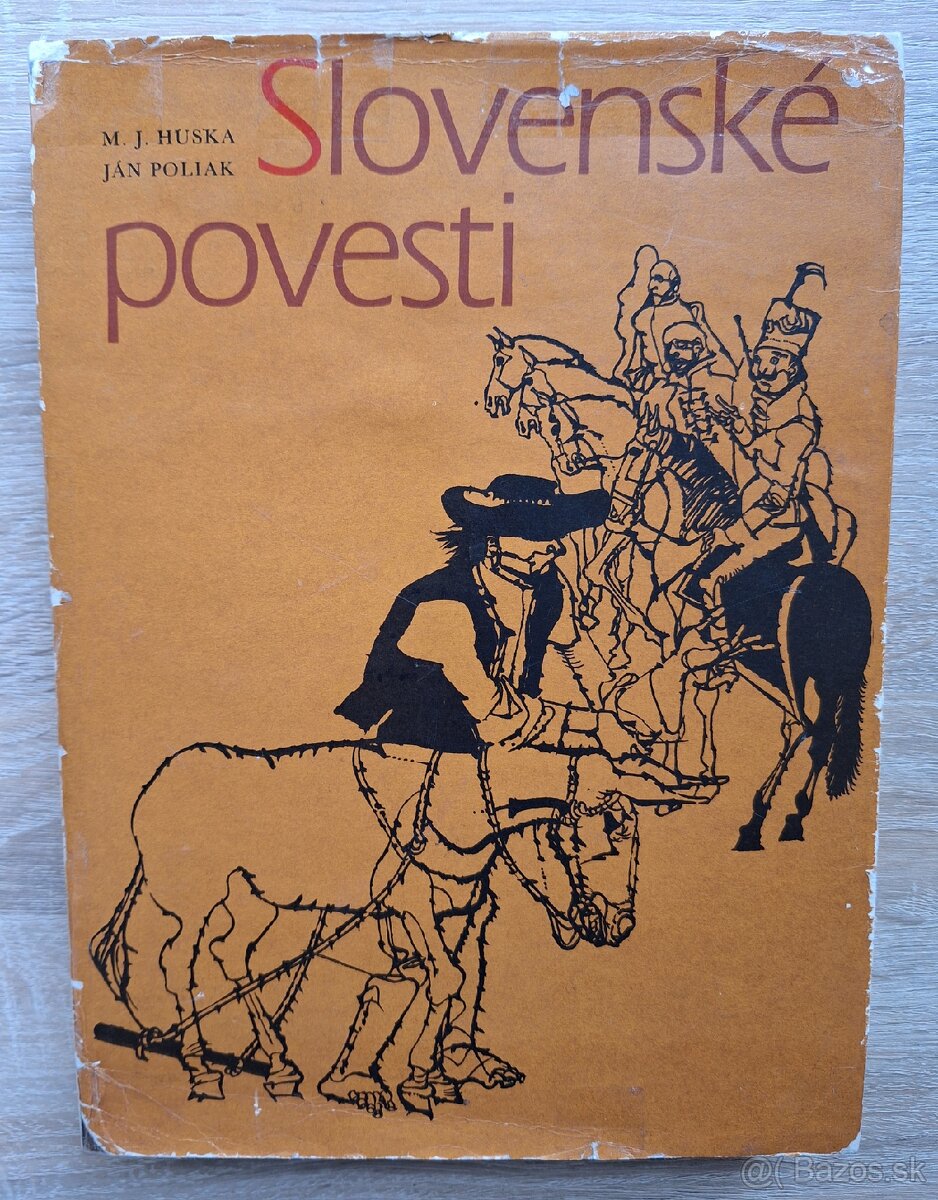 Slovenské
M. J. HUSKA
JÁN POLIAK
povesti
@( Bazos.sk